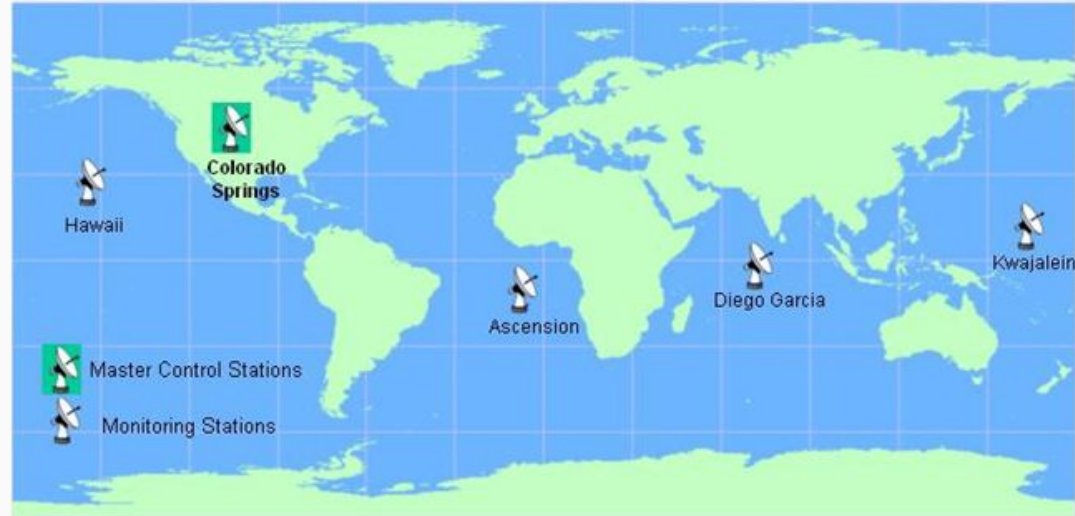 Colorado
Springs
Hawaii
Kwajalein
Diego Garcia
Ascension
Master Control Stations
Monitoring Stations